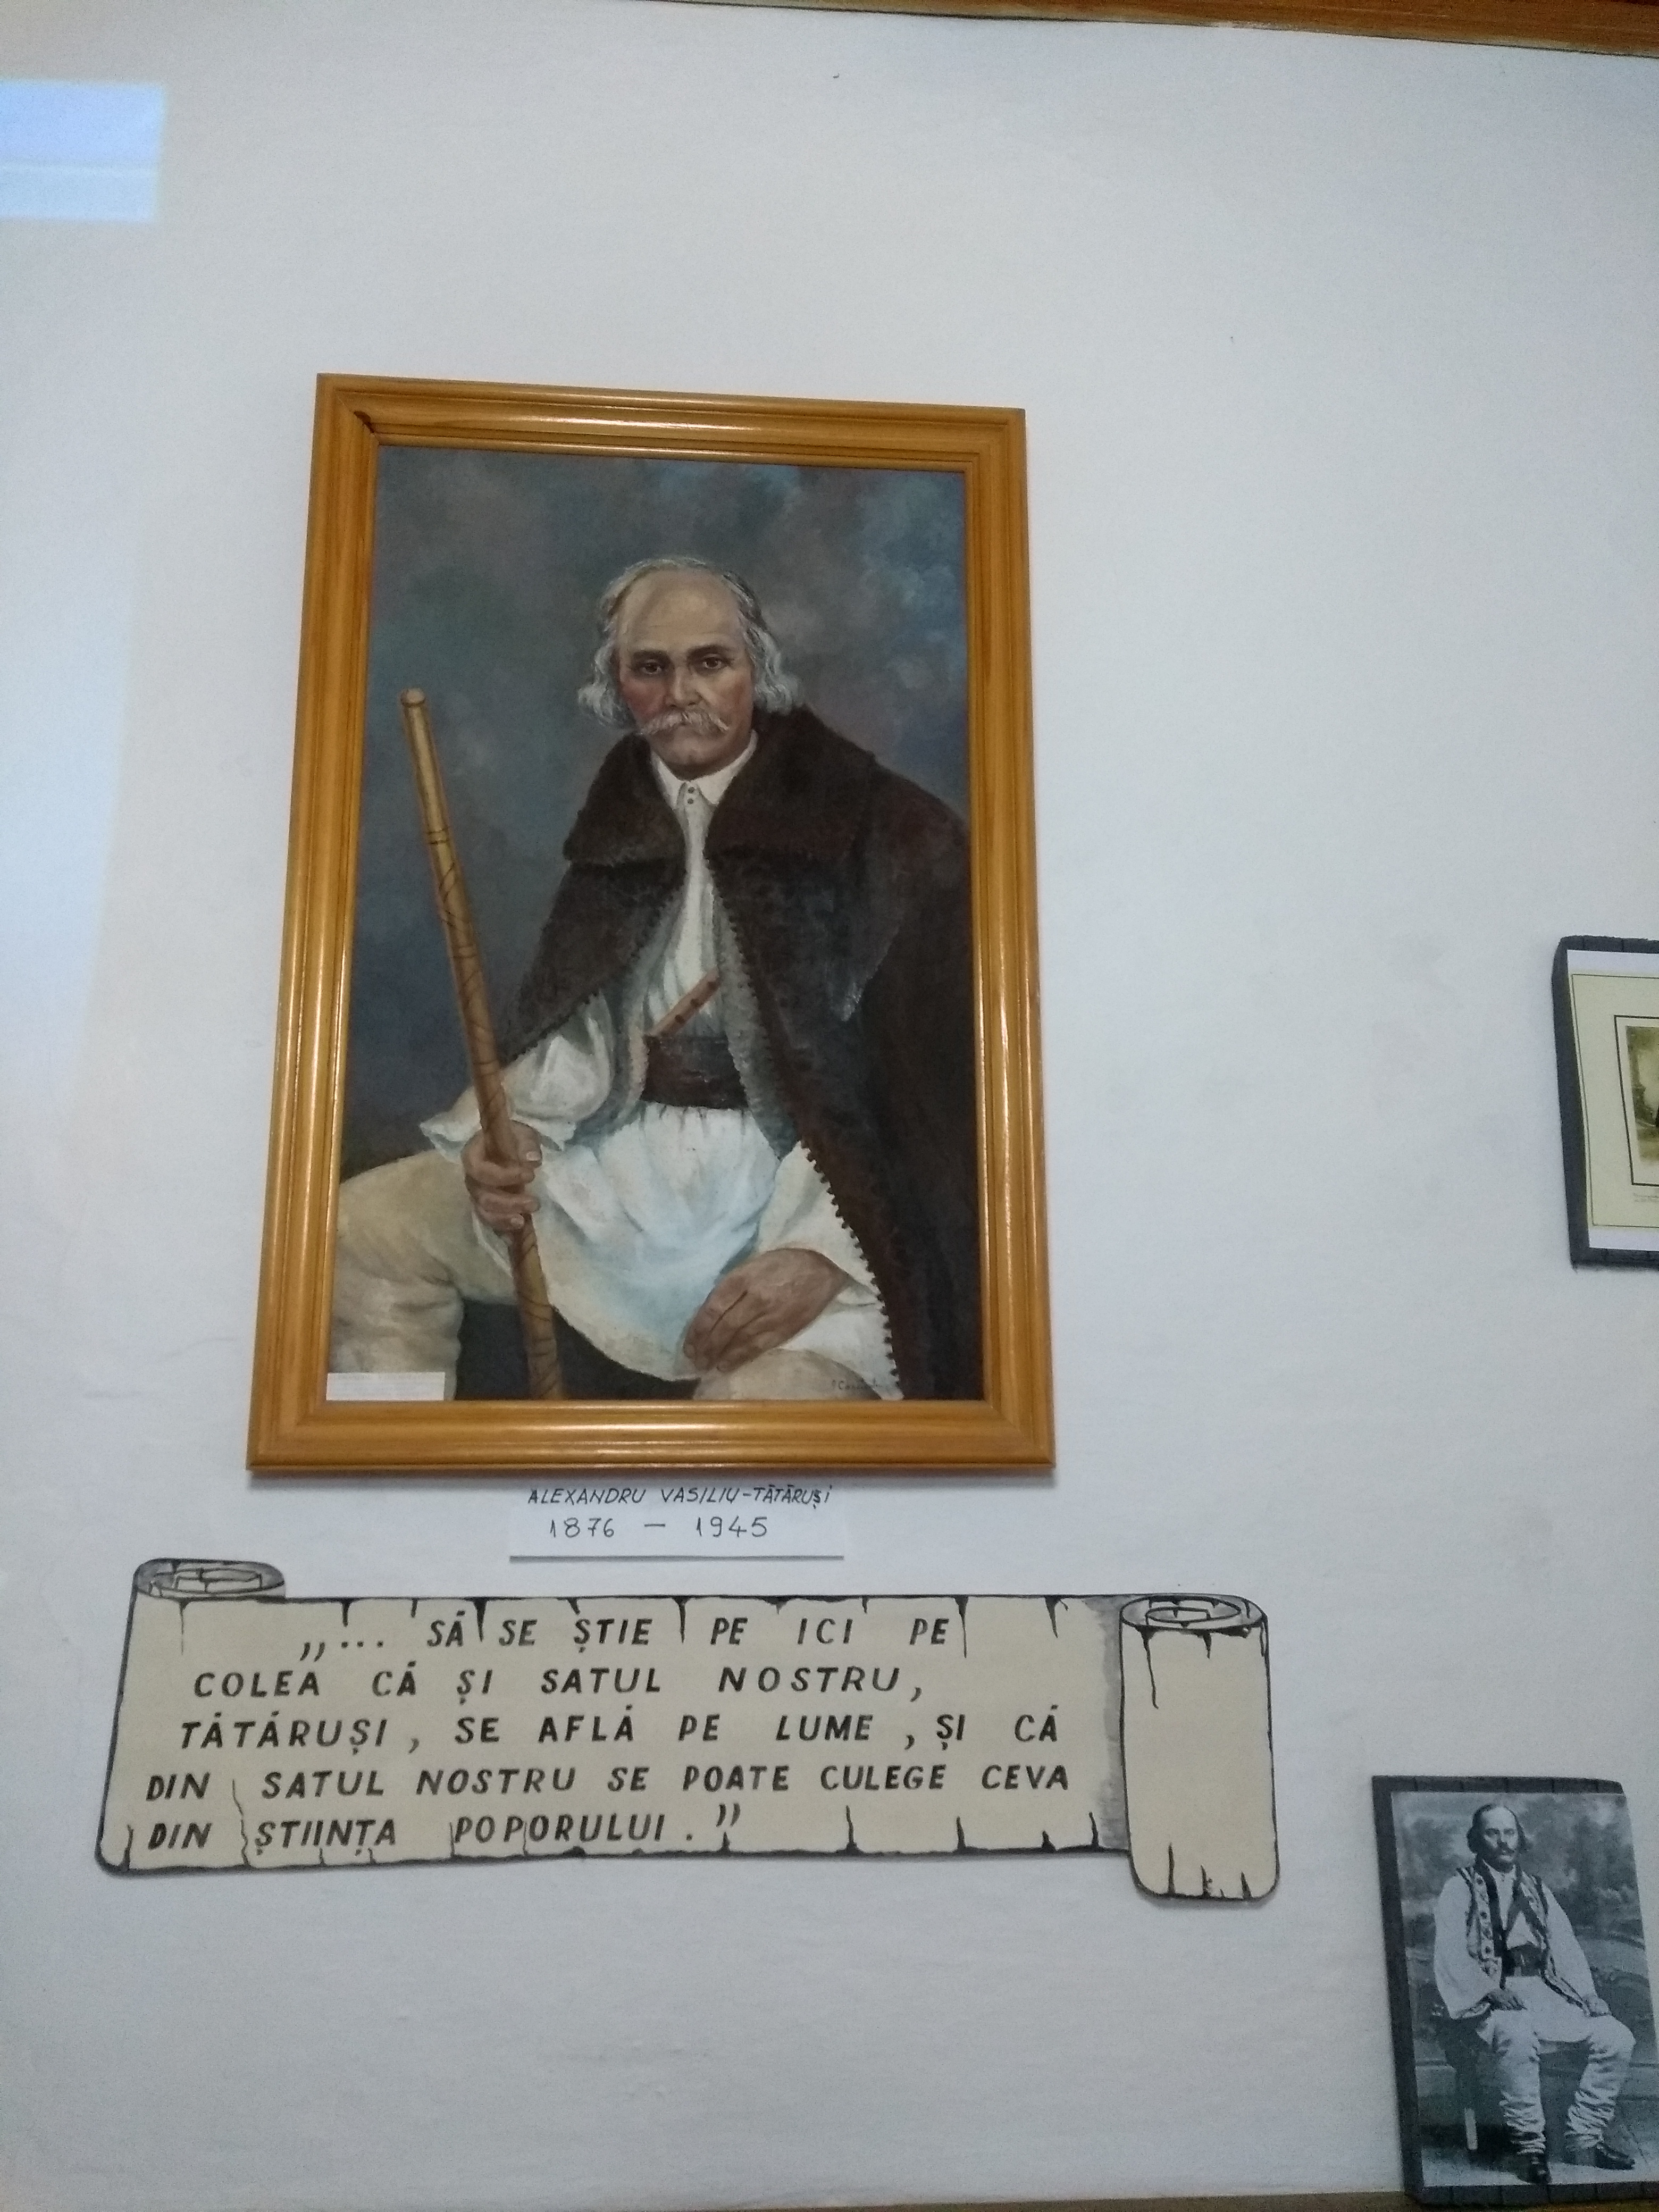 ALEXANDRU VASILIU-TĂTĂRUȘI
1876 — 1945
„... SĂ SE ȘTIE PE ICI PE
COLEA CĂ ȘI SATUL NOSTRU,
TĂTĂRUȘI, SE AFLĂ PE LUME, ȘI CĂ
DIN SATUL NOSTRU SE POATE CULEGE CEVA
DIN ȘTIINȚA POPORULUI."